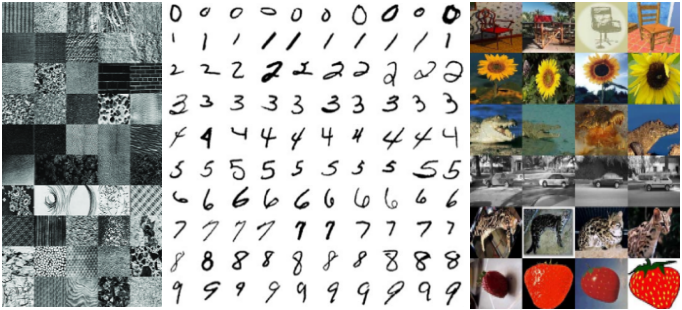 0 0 0 0 0 0 0 0 0 0
1 1 1 1 1 1 1 1 1 1
2 2 2 2 2 2 2 2 2 2
3 3 3 3 3 3 3 3 3 3
4 4 4 4 4 4 4 4 4 4
5 5 5 5 5 5 5 5 5 5
6 6 6 6 6 6 6 6 6 6
7 7 7 7 7 7 7 7 7 7
8 8 8 8 8 8 8 8 8 8
9 9 9 9 9 9 9 9 9 9